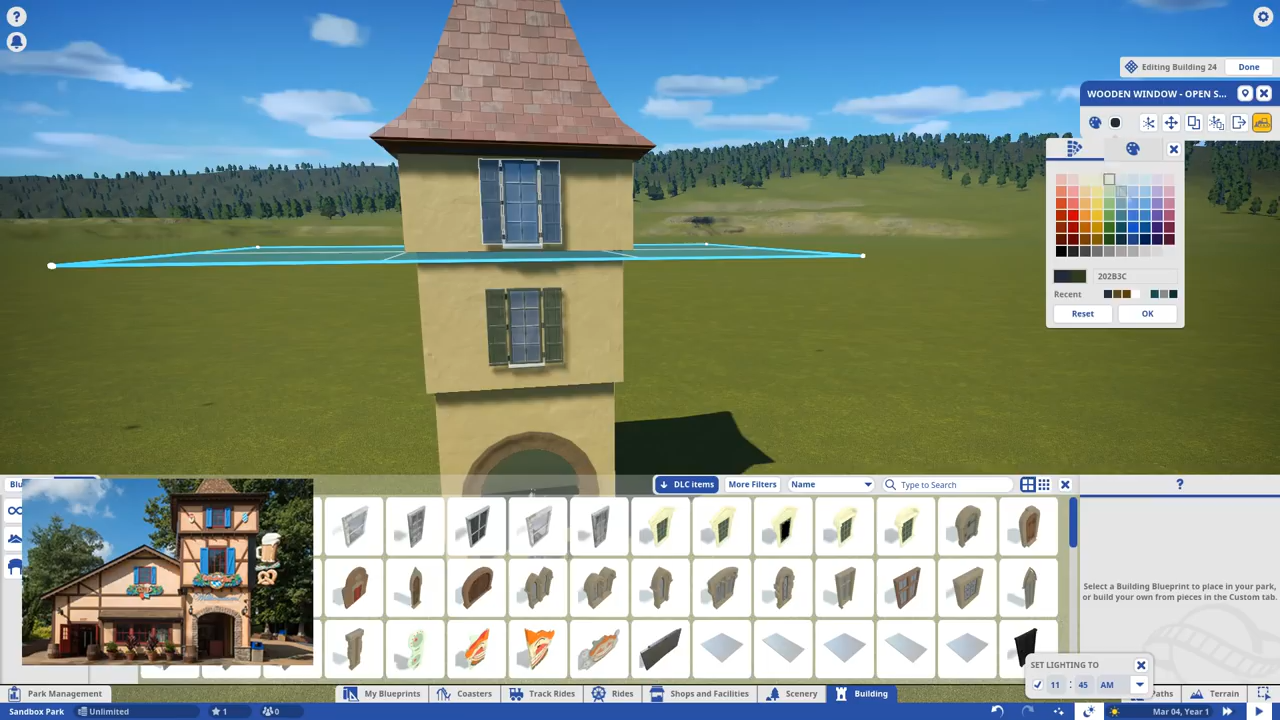 Editing Building 24 Done
WOODEN WINDOW - OPEN S...
202B3C
Recent
Reset OK
DLC items More Filters Name Type to Search
Select a Building Blueprint to place in your park,
or build your own from pieces in the Custom tab.
SET LIGHTING TO
11 : 45 AM
Park Management My Blueprints Coasters Track Rides Rides Shops and Facilities Scenery Building Paths Terrain
Sandbox Park Unlimited 1 0 Mar 04, Year 1